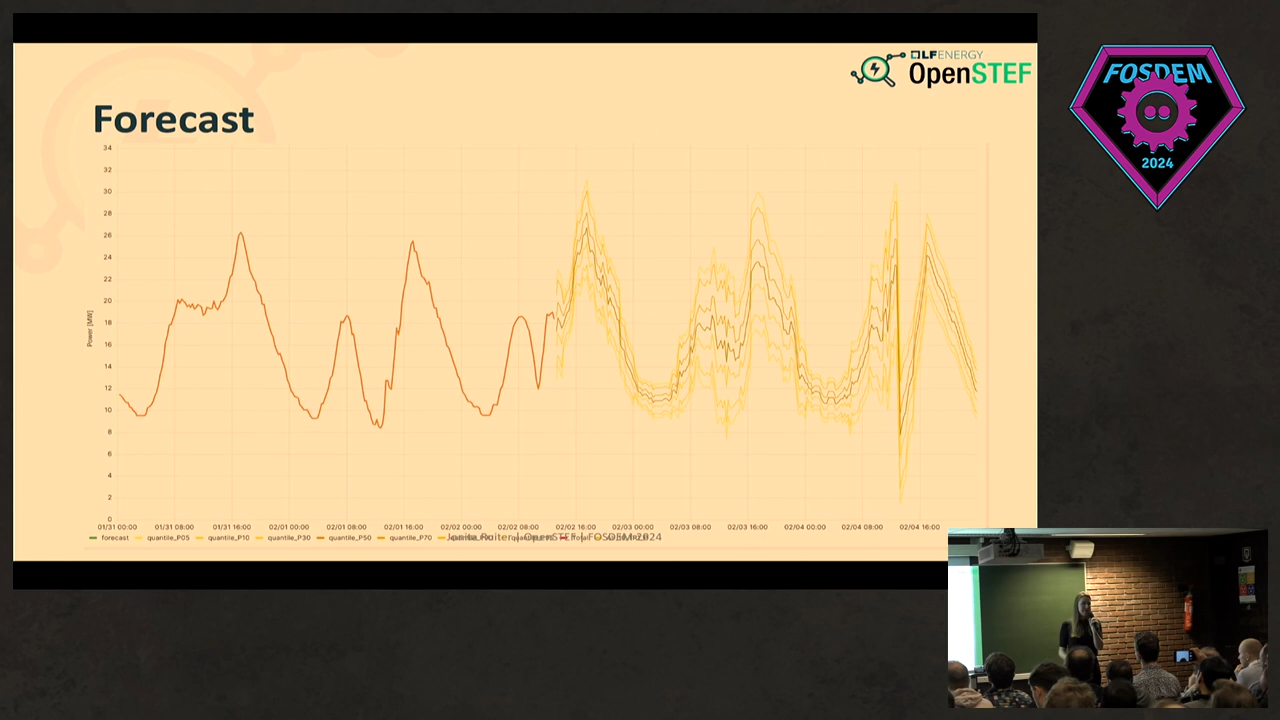 LF ENERGY
OpenSTEF
FOSDEM
2024
Forecast
34
32
30
28
26
24
22
20
18
16
14
12
10
8
6
4
2
0
Power [MW]
01/31 00:00 01/31 08:00 01/31 16:00 02/01 00:00 02/01 08:00 02/01 16:00 02/02 00:00 02/02 08:00 02/02 16:00 02/03 00:00 02/03 08:00 02/03 16:00 02/04 00:00 02/04 08:00 02/04 16:00
forecast quantile_P05 quantile_P10 quantile_P30 quantile_P50 quantile_P70
OpenSTEF | FOSDEM 2024